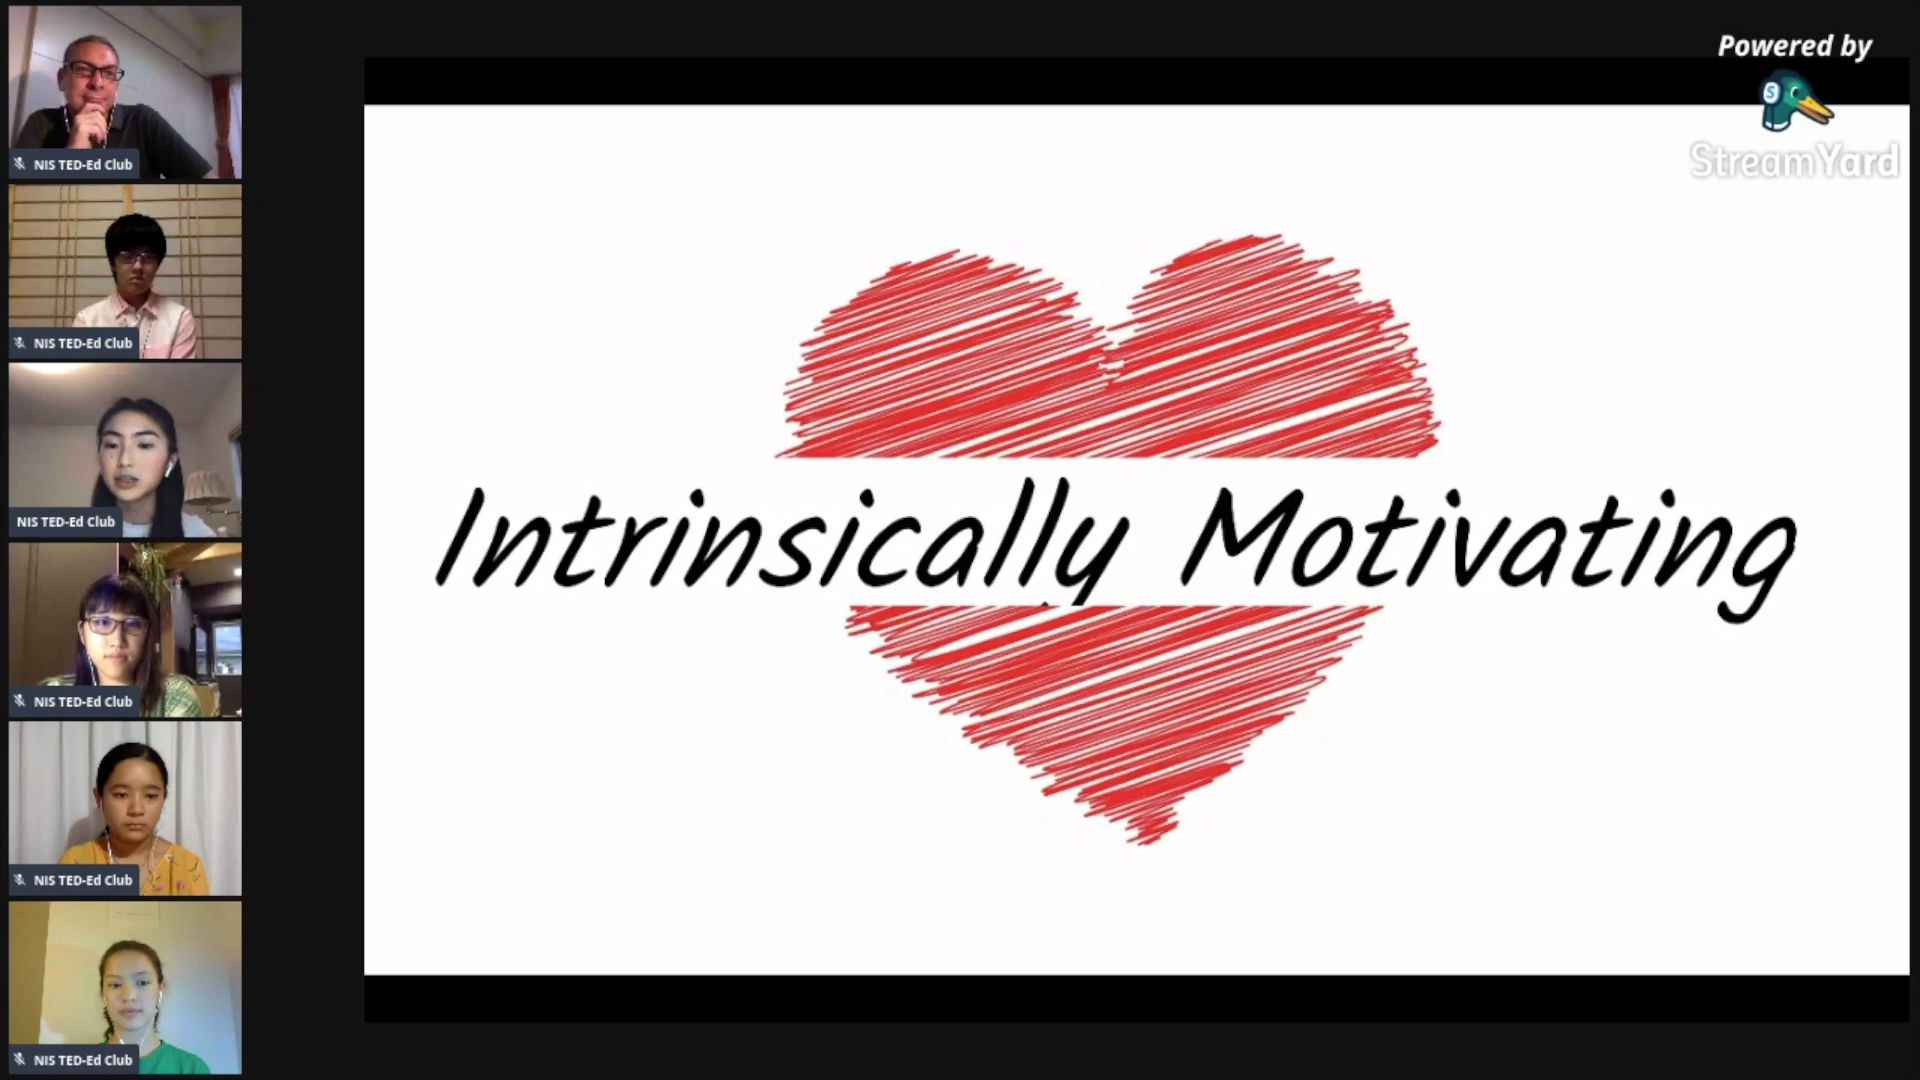 NIS TED-Ed Club
NIS TED-Ed Club
NIS TED-Ed Club
NIS TED-Ed Club
NIS TED-Ed Club
NIS TED-Ed Club
Powered by
S
StreamYard
Intrinsically Motivating